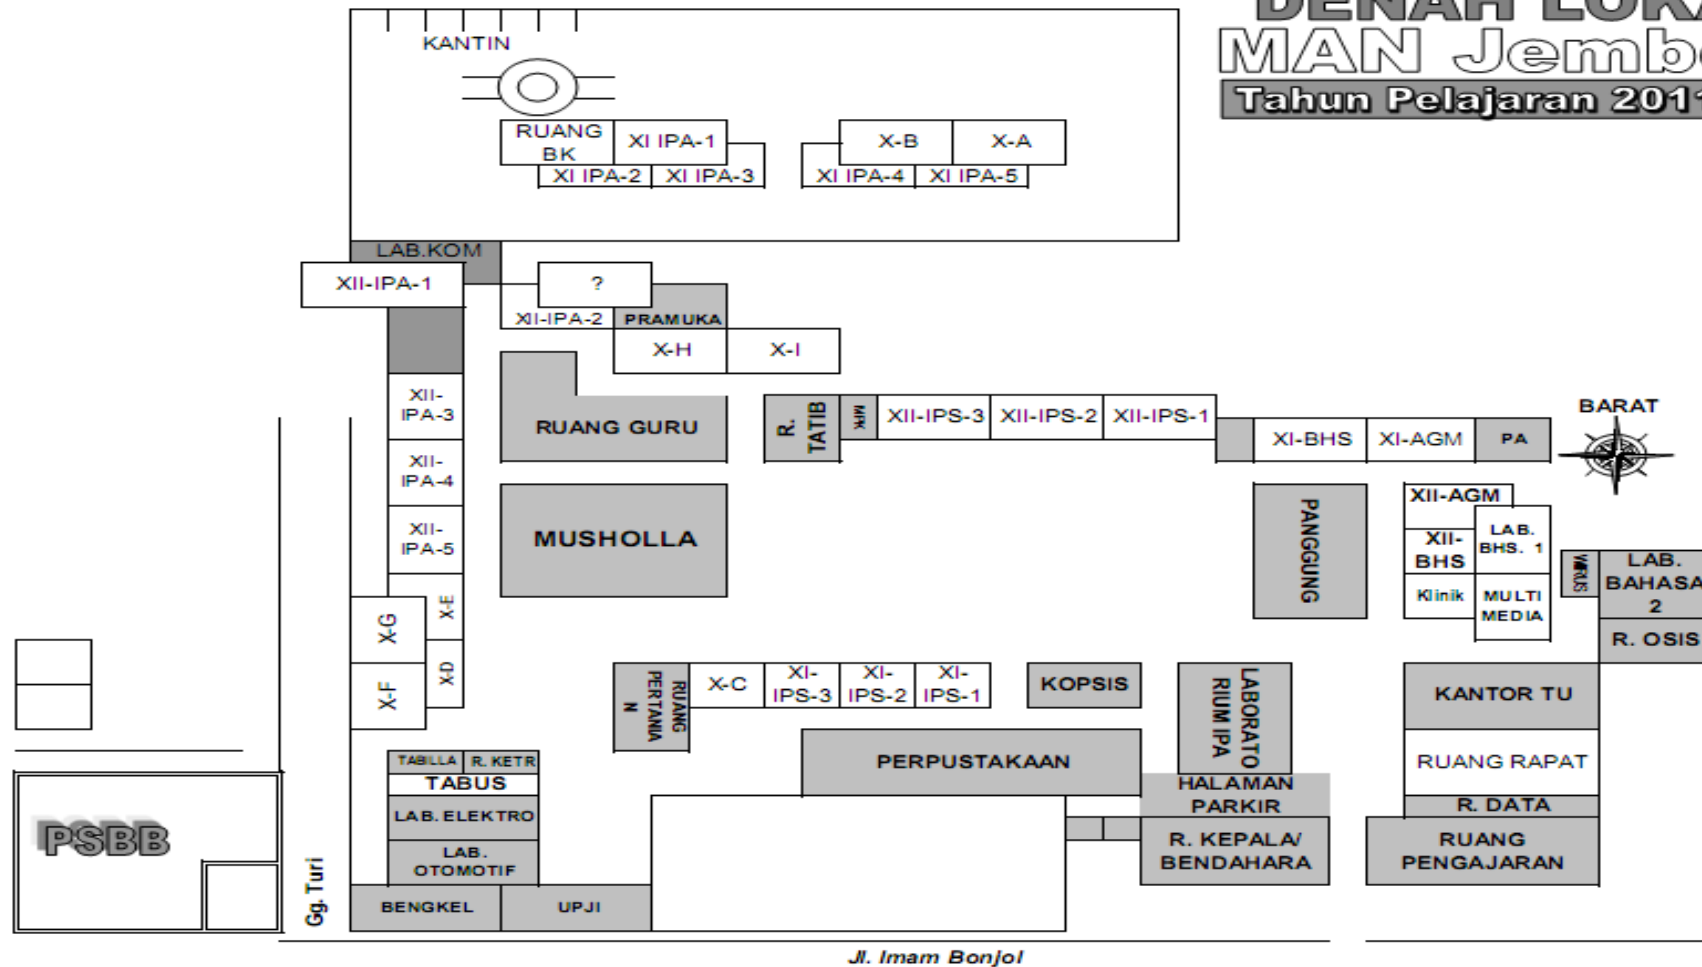 DENAH LOKA
MAN Jemb
Tahun Pelajaran 2011
KANTIN
RUANG
BK
XI IPA-1
X-B
X-A
XI IPA-2
XI IPA-3
XI IPA-4
XI IPA-5
LAB.KOM
XII-IPA-1
?
XII-IPA-2
PRAMUKA
X-H
X-I
XII-
IPA-3
RUANG GURU
R.
TATIB
MPK
XII-IPS-3
XII-IPS-2
XII-IPS-1
XI-BHS
XI-AGM
PA
BARAT
XII-
IPA-4
XII-
IPA-5
MUSHOLLA
PANGGUNG
XII-AGM
XII-
BHS
LAB.
BHS. 1
Klinik
MULTI
MEDIA
LAB.
BAHASA
2
R. OSIS
X-G
X-E
X-F
X-D
RUANG
PERTANIA
N
X-C
XI-
IPS-3
XI-
IPS-2
XI-
IPS-1
KOPSIS
LABORATO
RIUM IPA
KANTOR TU
TABILLA
R. KETR
TABUS
PERPUSTAKAAN
RUANG RAPAT
HALAMAN
PARKIR
R. DATA
LAB. ELEKTRO
PSBB
LAB.
OTOMOTIF
R. KEPALA/
BENDAHARA
RUANG
PENGAJARAN
Gg. Turi
BENGKEL
UPJI
Jl. Imam Bonjol